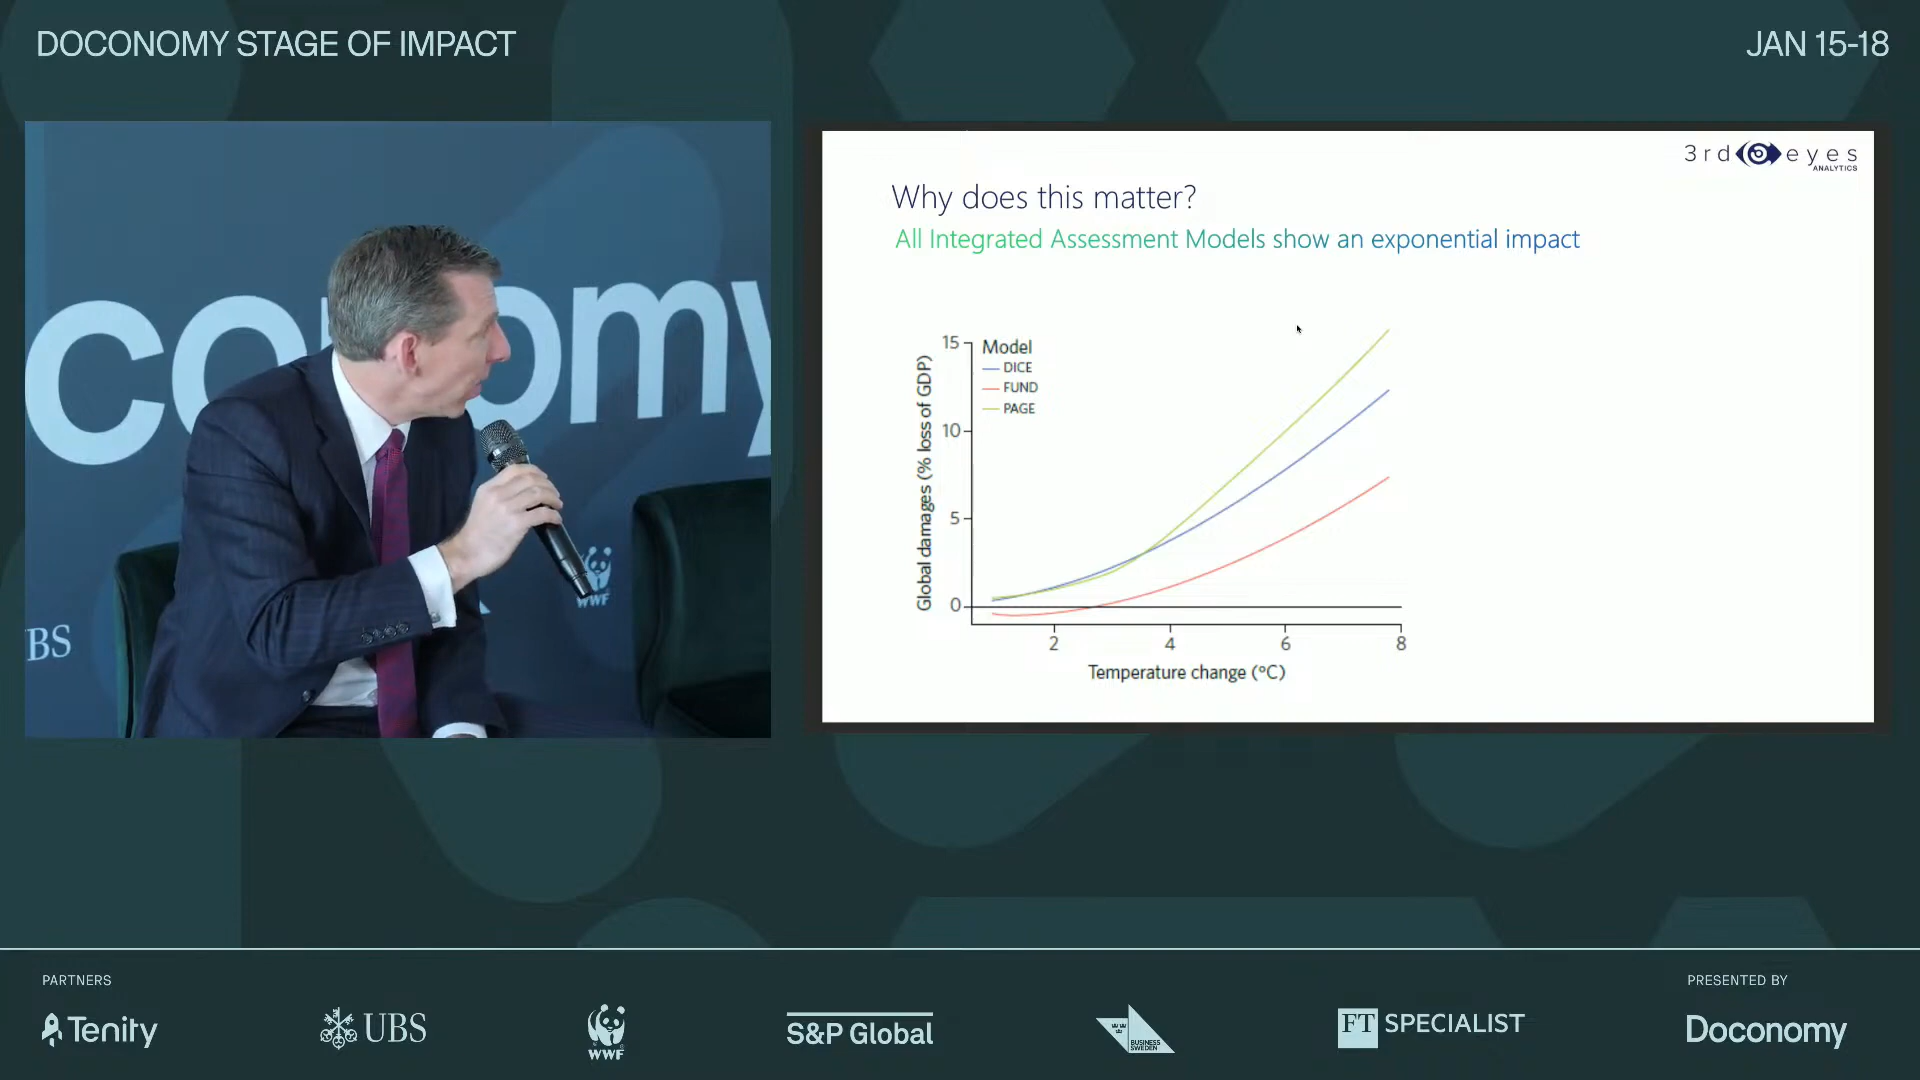 DOCONOMY STAGE OF IMPACT
JAN 15-18
BS
WWF
3rd eyes
ANALYTICS
Why does this matter?
All Integrated Assessment Models show an exponential impact
Global damages (% loss of GDP)
15
10
5
0
Model
DICE
FUND
PAGE
2 4 6 8
Temperature change (°C)
PARTNERS
PRESENTED BY
Tenity
UBS
WWF
S&P Global
BUSINESS
SWEDEN
FT SPECIALIST
Doconomy